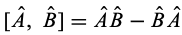 [Â, B̂] = ÂB̂ − B̂Â